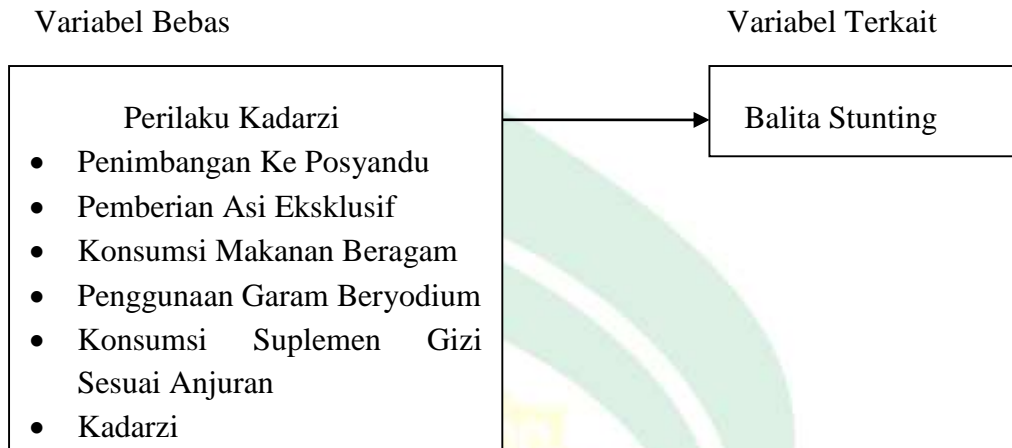 Variabel Bebas
Variabel Terkait
Perilaku Kadarzi
• Penimbangan Ke Posyandu
• Pemberian Asi Eksklusif
• Konsumsi Makanan Beragam
• Penggunaan Garam Beryodium
• Konsumsi Suplemen Gizi
Sesuai Anjuran
• Kadarzi
Balita Stunting